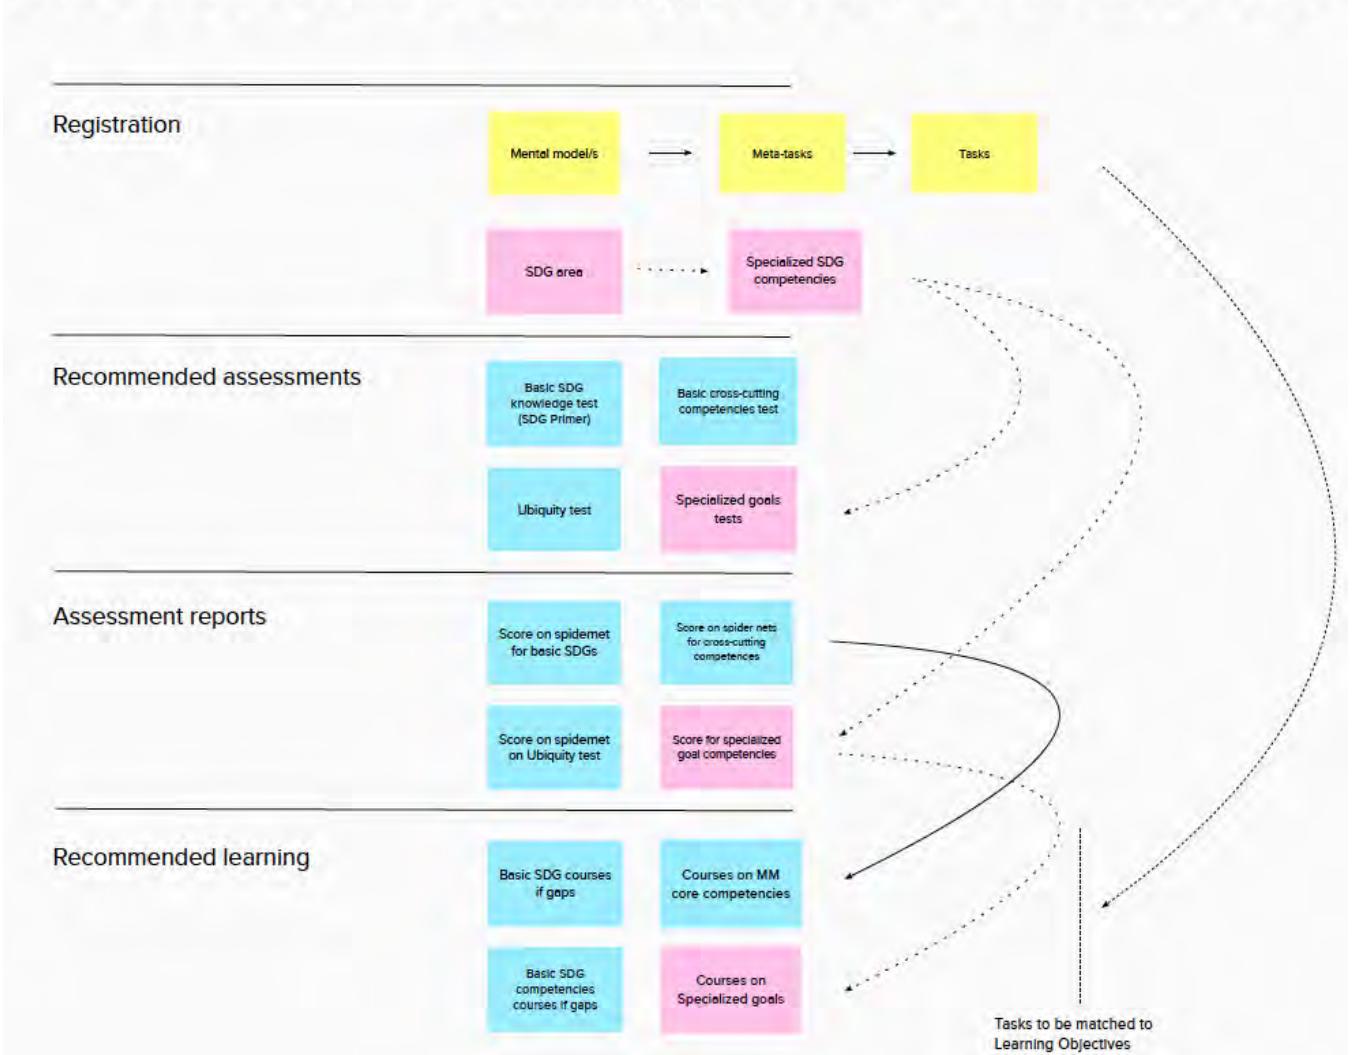 Registration
Mental model/s
Meta-tasks
Tasks
SDG area
Specialized SDG
competencies
Recommended assessments
Basic SDG
knowledge test
(SDG Primer)
Basic cross-cutting
competencies test
Ubiquity test
Specialized goals
tests
Assessment reports
Score on spidernet
for basic SDGs
Score on spider nets
for cross-cutting
competences
Score on spidernet
on Ubiquity test
Score for specialized
goal competencies
Recommended learning
Basic SDG courses
if gaps
Courses on MM
core competencies
Basic SDG
competencies
courses if gaps
Courses on
Specialized goals
Tasks to be matched to
Learning Objectives